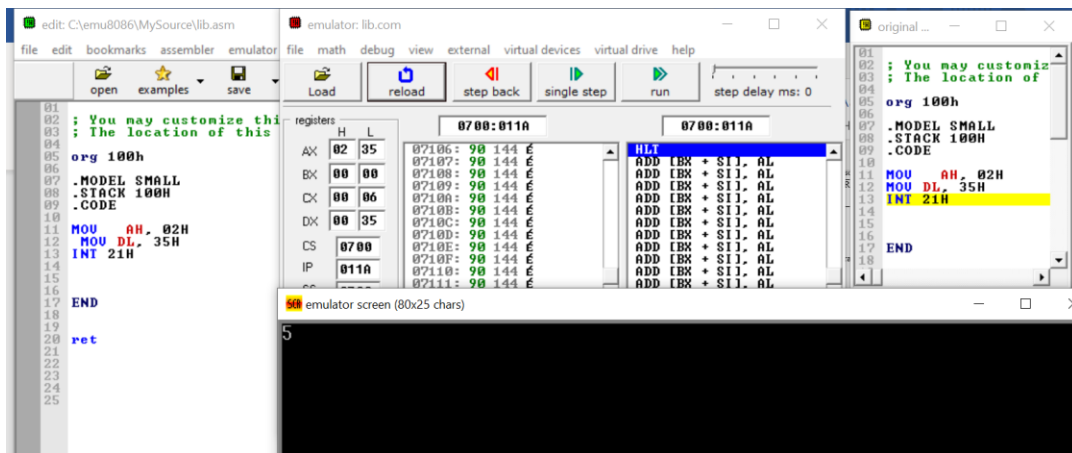 edit: C:\emu8086\MySource\lib.asm
file edit bookmarks assembler emulator
open examples save
01
02 ; You may customize thi
03 ; The location of this
04
05 org 100h
06
07 .MODEL SMALL
08 .STACK 100H
09 .CODE
10
11 MOV AH, 02H
12 MOV DL, 35H
13 INT 21H
14
15
16
17 END
18
19
20 ret
21
22
23
24
25
emulator: lib.com
file math debug view external virtual devices virtual drive help
Load reload step back single step run step delay ms: 0
registers
H L
AX 02 35
BX 00 00
CX 00 06
DX 00 35
CS 0700
IP 011A
0700:011A 0700:011A
07106: 90 144 É
07107: 90 144 É
07108: 90 144 É
07109: 90 144 É
0710A: 90 144 É
0710B: 90 144 É
0710C: 90 144 É
0710D: 90 144 É
0710E: 90 144 É
0710F: 90 144 É
07110: 90 144 É
07111: 90 144 É
HLT
ADD [BX + SI], AL
ADD [BX + SI], AL
ADD [BX + SI], AL
ADD [BX + SI], AL
ADD [BX + SI], AL
ADD [BX + SI], AL
ADD [BX + SI], AL
ADD [BX + SI], AL
ADD [BX + SI], AL
ADD [BX + SI], AL
ADD [BX + SI], AL
original ...
01
02 ; You may customiz
03 ; The location of
04
05 org 100h
06
07 .MODEL SMALL
08 .STACK 100H
09 .CODE
10
11 MOV AH, 02H
12 MOV DL, 35H
13 INT 21H
14
15
16
17 END
18
SCR emulator screen (80x25 chars)
5